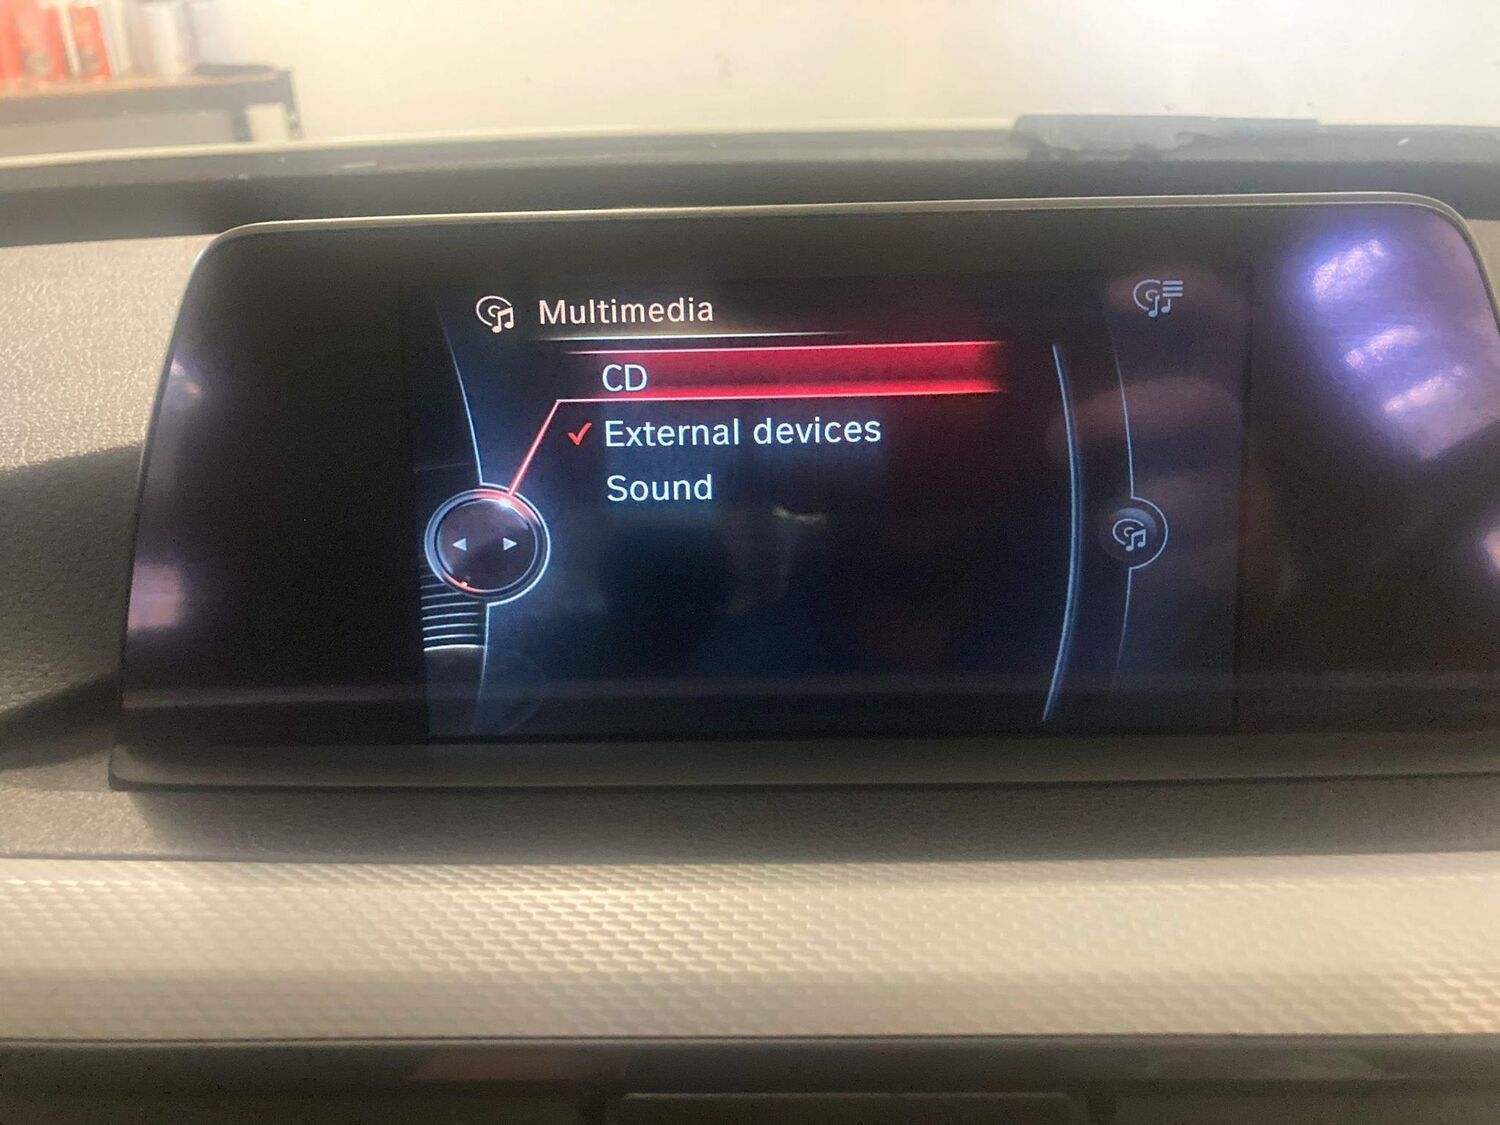 Multimedia
CD
External devices
Sound